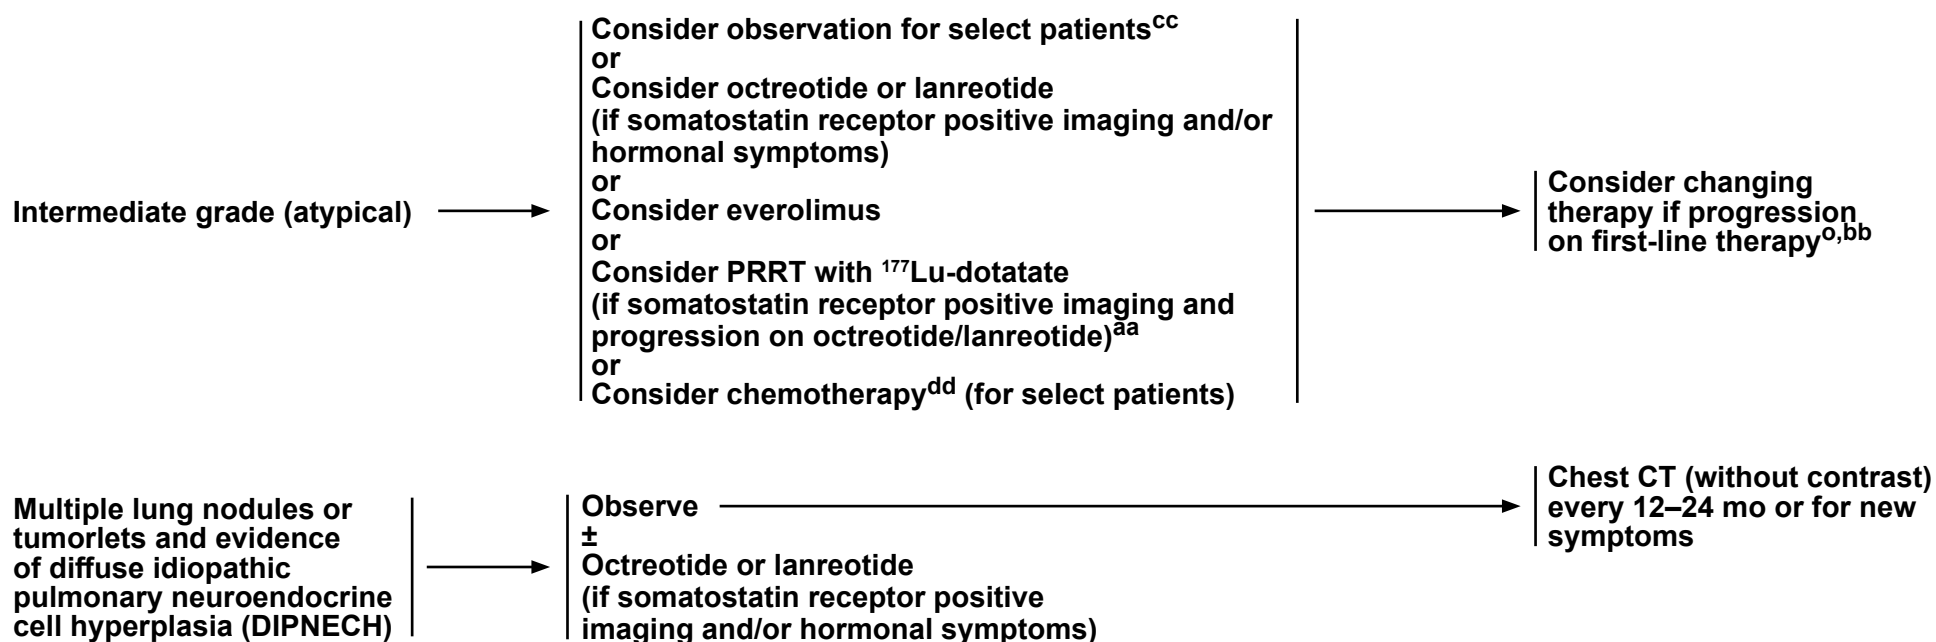 Intermediate grade (atypical)
Consider observation for select patientscc
or
Consider octreotide or lanreotide
(if somatostatin receptor positive imaging and/or
hormonal symptoms)
or
Consider everolimus
or
Consider PRRT with 177Lu-dotatate
(if somatostatin receptor positive imaging and
progression on octreotide/lanreotide)aa
or
Consider chemotherapydd (for select patients)
Consider changing
therapy if progression
on first-line therapyo,bb
Multiple lung nodules or
tumorlets and evidence
of diffuse idiopathic
pulmonary neuroendocrine
cell hyperplasia (DIPNECH)
Observe
±
Octreotide or lanreotide
(if somatostatin receptor positive
imaging and/or hormonal symptoms)
Chest CT (without contrast)
every 12–24 mo or for new
symptoms